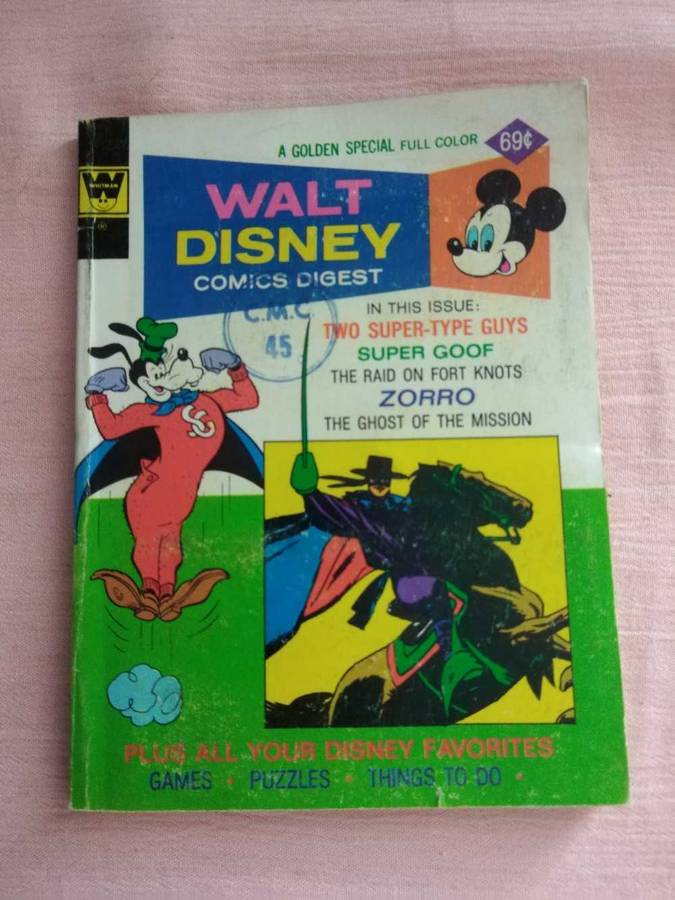 A GOLDEN SPECIAL FULL COLOR 69¢
W
WHITMAN
®
WALT
DISNEY
COMICS DIGEST
C.M.C.
45
IN THIS ISSUE:
TWO SUPER-TYPE GUYS
SUPER GOOF
THE RAID ON FORT KNOTS
ZORRO
THE GHOST OF THE MISSION
SG
PLUS ALL YOUR DISNEY FAVORITES
GAMES • PUZZLES • THINGS TO DO •